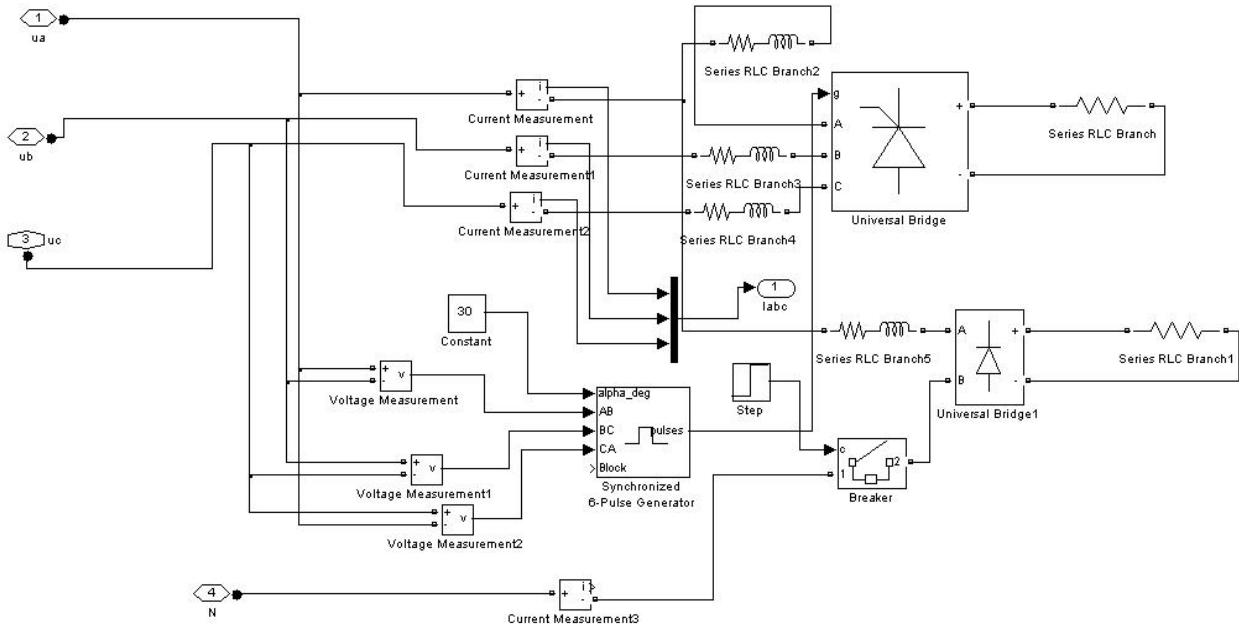 1
ua
2
ub
3
uc
+
i
-
Current Measurement
+
i
-
Current Measurement1
+
i
-
Current Measurement2
Series RLC Branch2
Series RLC Branch3
Series RLC Branch4
g
A
B
C
+
-
Universal Bridge
Series RLC Branch
1
Iabc
30
Constant
+
-
v
Voltage Measurement
+
-
v
Voltage Measurement1
+
-
v
Voltage Measurement2
alpha_deg
AB
BC
CA
Block
pulses
Synchronized
6-Pulse Generator
Step
Series RLC Branch5
A
B
+
-
Universal Bridge1
Series RLC Branch1
c
1
2
Breaker
4
N
+
i
-
Current Measurement3